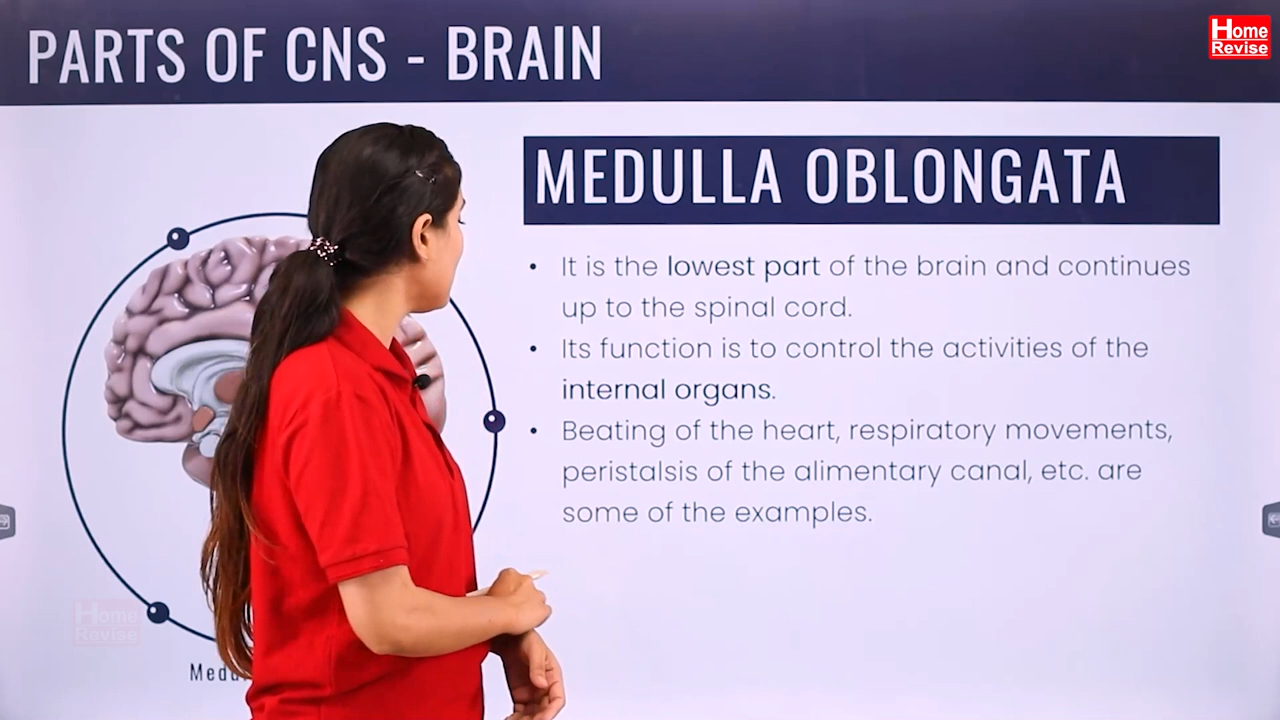 PARTS OF CNS - BRAIN
Home
Revise
MEDULLA OBLONGATA
• It is the lowest part of the brain and continues
up to the spinal cord.
• Its function is to control the activities of the
internal organs.
• Beating of the heart, respiratory movements,
peristalsis of the alimentary canal, etc. are
some of the examples.
Home
Revise